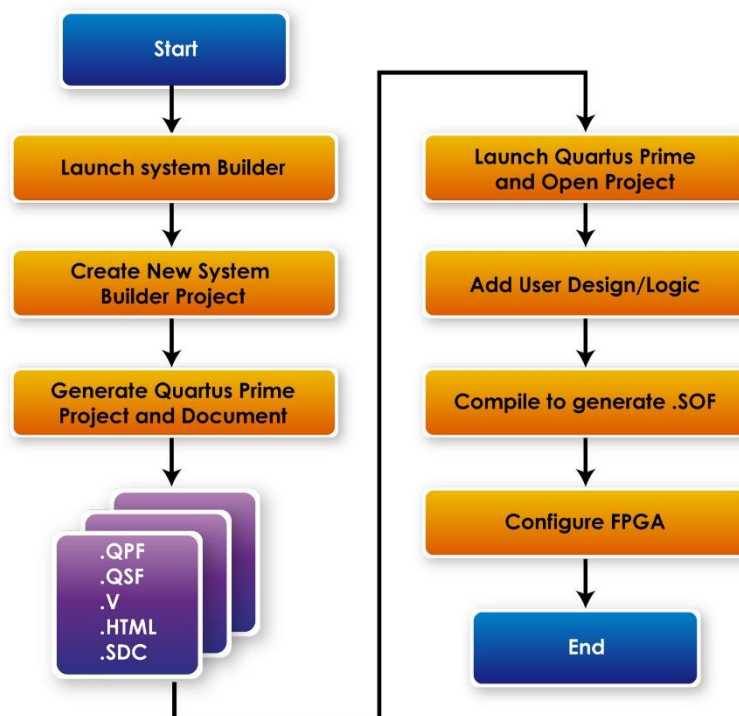 Start
Launch system Builder
Create New System
Builder Project
Generate Quartus Prime
Project and Document
.QPF
.QSF
.V
.HTML
.SDC
Launch Quartus Prime
and Open Project
Add User Design/Logic
Compile to generate .SOF
Configure FPGA
End